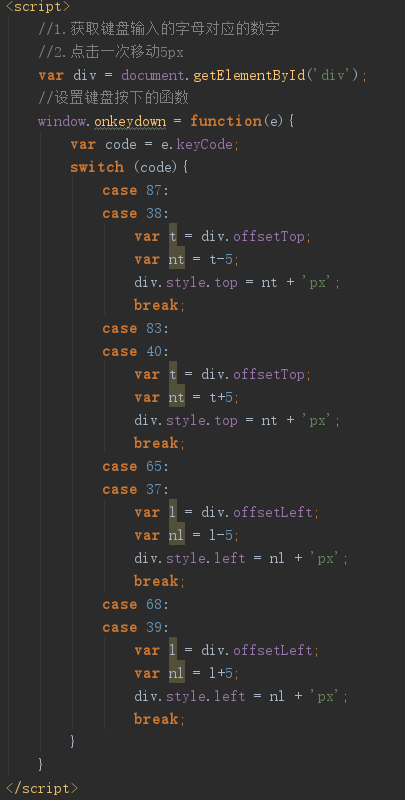 <script>
//1.获取键盘输入的字母对应的数字
//2.点击一次移动5px
var div = document.getElementById('div');
//设置键盘按下的函数
window.onkeydown = function(e){
var code = e.keyCode;
switch (code){
case 87:
case 38:
var t = div.offsetTop;
var nt = t-5;
div.style.top = nt + 'px';
break;
case 83:
case 40:
var t = div.offsetTop;
var nt = t+5;
div.style.top = nt + 'px';
break;
case 65:
case 37:
var l = div.offsetLeft;
var nl = l-5;
div.style.left = nl + 'px';
break;
case 68:
case 39:
var l = div.offsetLeft;
var nl = l+5;
div.style.left = nl + 'px';
break;
}
}
</script>